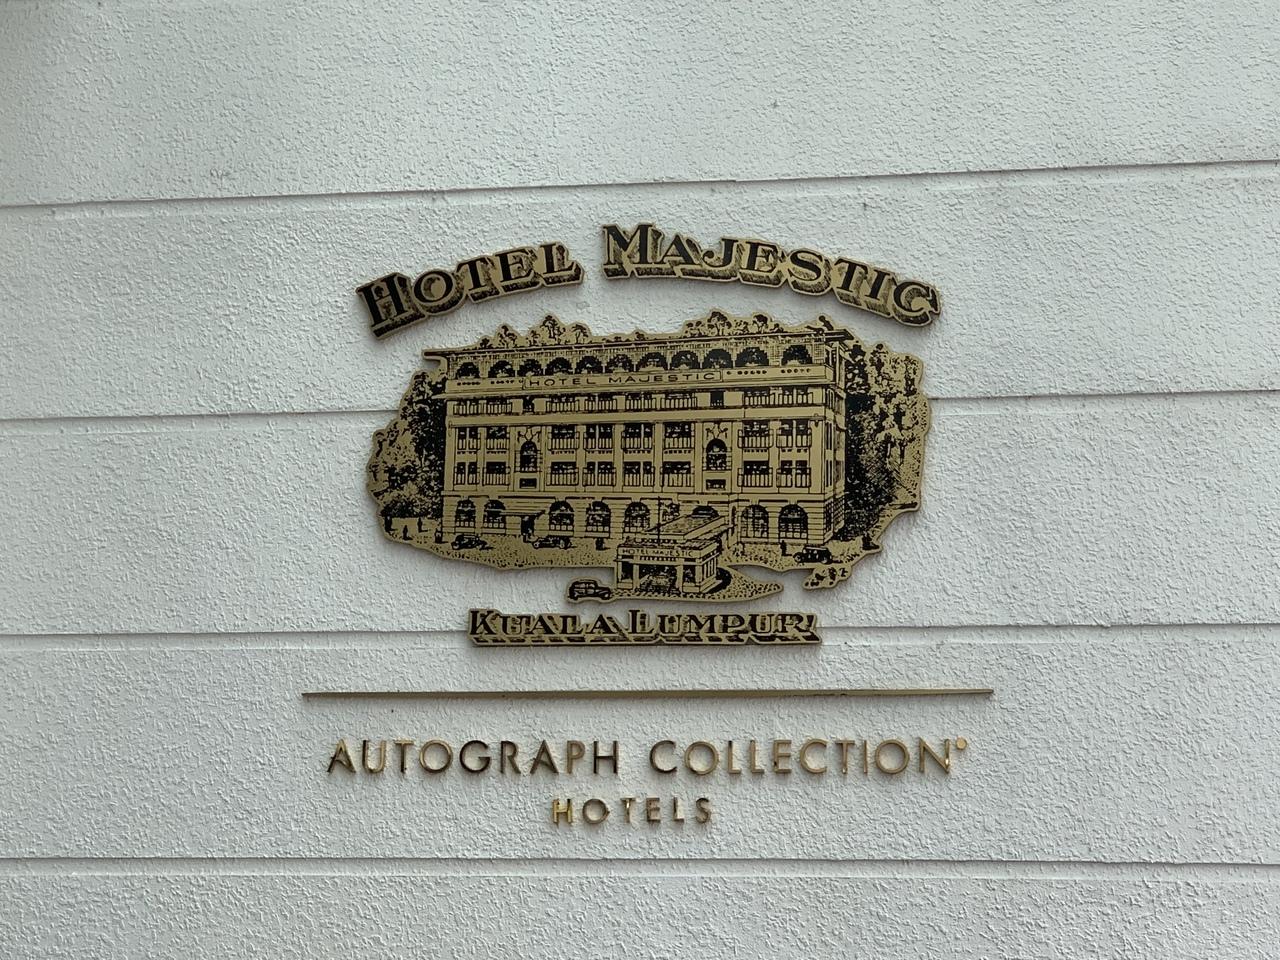 HOTEL MAJESTIC
HOTEL MAJESTIC
HOTEL MAJESTIC
KUALA LUMPUR
AUTOGRAPH COLLECTION
HOTELS